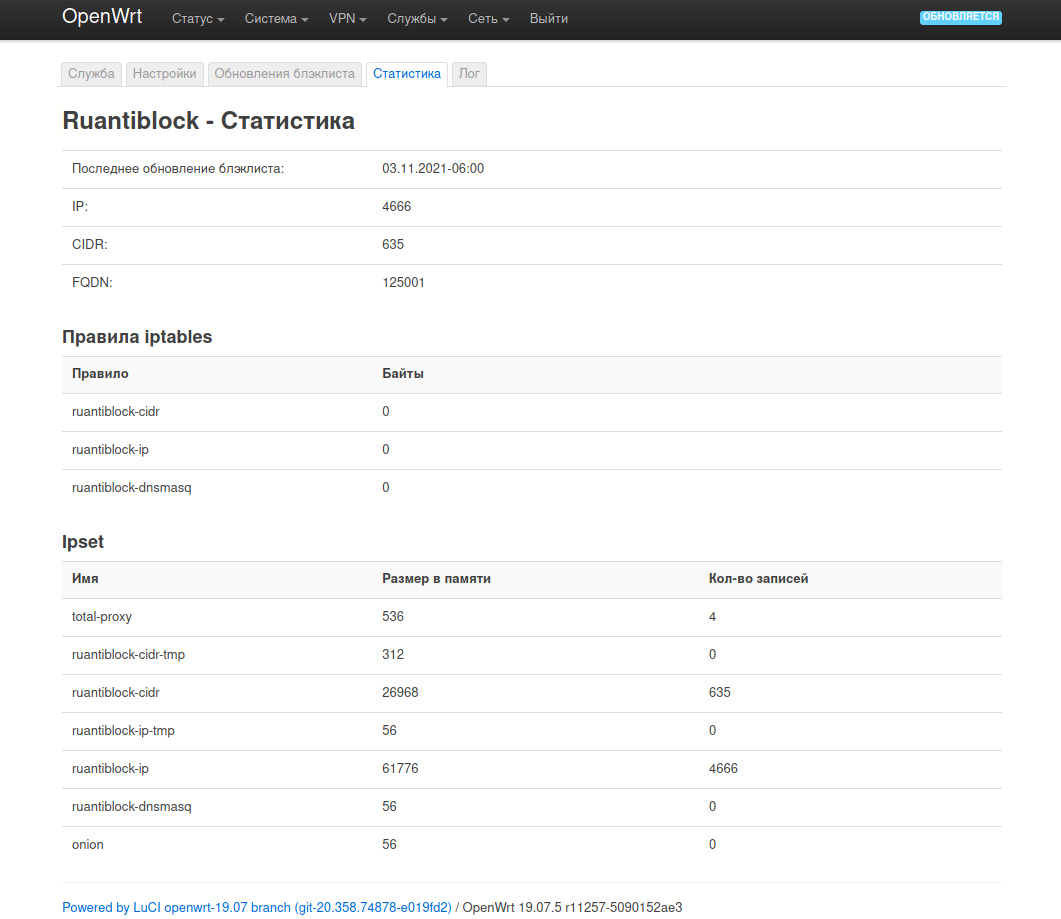 OpenWrt Статус Система VPN Службы Сеть Выйти ОБНОВЛЯЕТСЯ
Служба Настройки Обновления блэклиста Статистика Лог
Ruantiblock - Статистика
Последнее обновление блэклиста: 03.11.2021-06:00
IP: 4666
CIDR: 635
FQDN: 125001
Правила iptables
Правило Байты
ruantiblock-cidr 0
ruantiblock-ip 0
ruantiblock-dnsmasq 0
Ipset
Имя Размер в памяти Кол-во записей
total-proxy 536 4
ruantiblock-cidr-tmp 312 0
ruantiblock-cidr 26968 635
ruantiblock-ip-tmp 56 0
ruantiblock-ip 61776 4666
ruantiblock-dnsmasq 56 0
onion 56 0
Powered by LuCI openwrt-19.07 branch (git-20.358.74878-e019fd2) / OpenWrt 19.07.5 r11257-5090152ae3